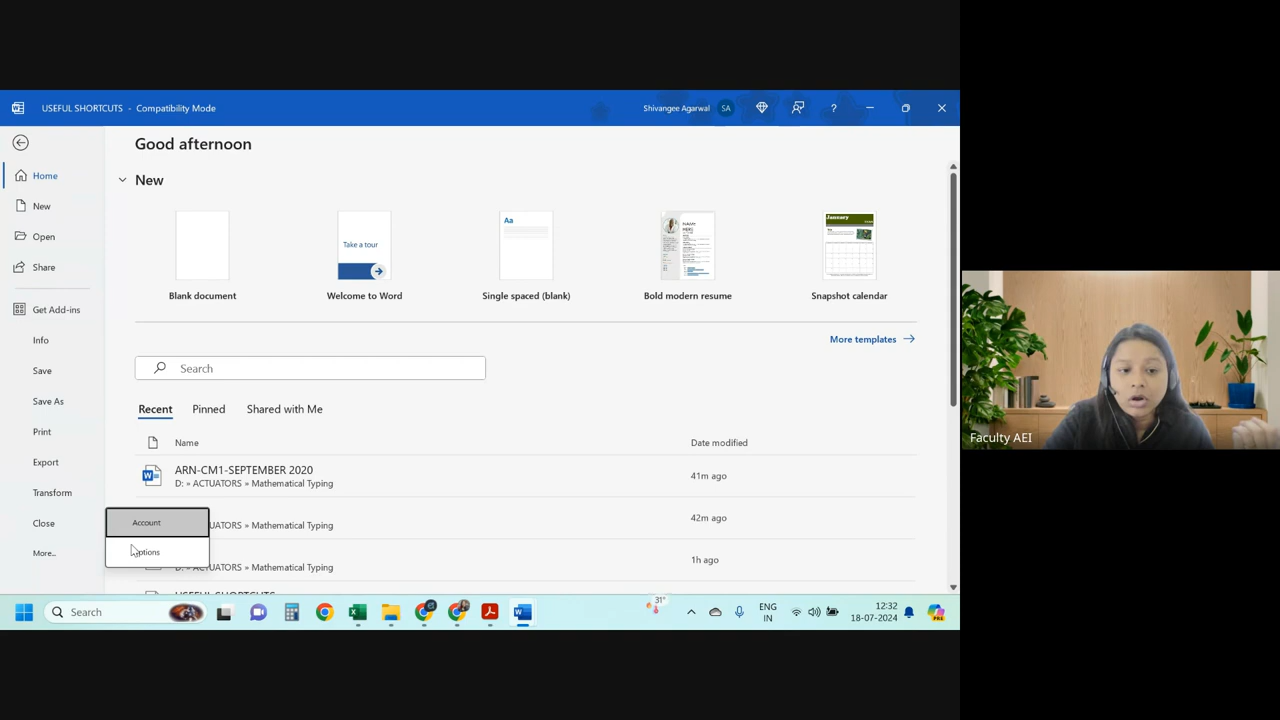 USEFUL SHORTCUTS - Compatibility Mode
Shivangee Agarwal SA
?
Good afternoon
Home
New
Open
Share
Get Add-ins
Info
Save
Save As
Print
Export
Transform
Close
More...
Account
ptions
New
Take a tour
Aa
January
Blank document
Welcome to Word
Single spaced (blank)
Bold modern resume
Snapshot calendar
More templates
Search
Recent Pinned Shared with Me
Name Date modified
ARN-CM1-SEPTEMBER 2020
D: » ACTUATORS » Mathematical Typing
41m ago
UATORS » Mathematical Typing
42m ago
D: » ACTUATORS » Mathematical Typing
1h ago
USEFUL SHORTCUTS
Search
31°
ENG
IN
12:32
18-07-2024
PRE
Faculty AEI